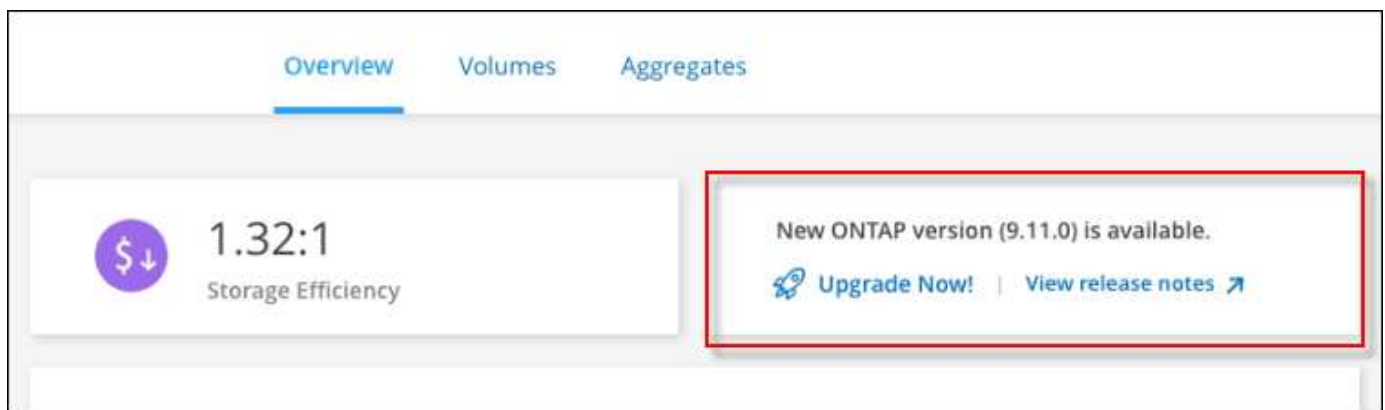 Overview Volumes Aggregates
1.32:1
Storage Efficiency
New ONTAP version (9.11.0) is available.
Upgrade Now! | View release notes